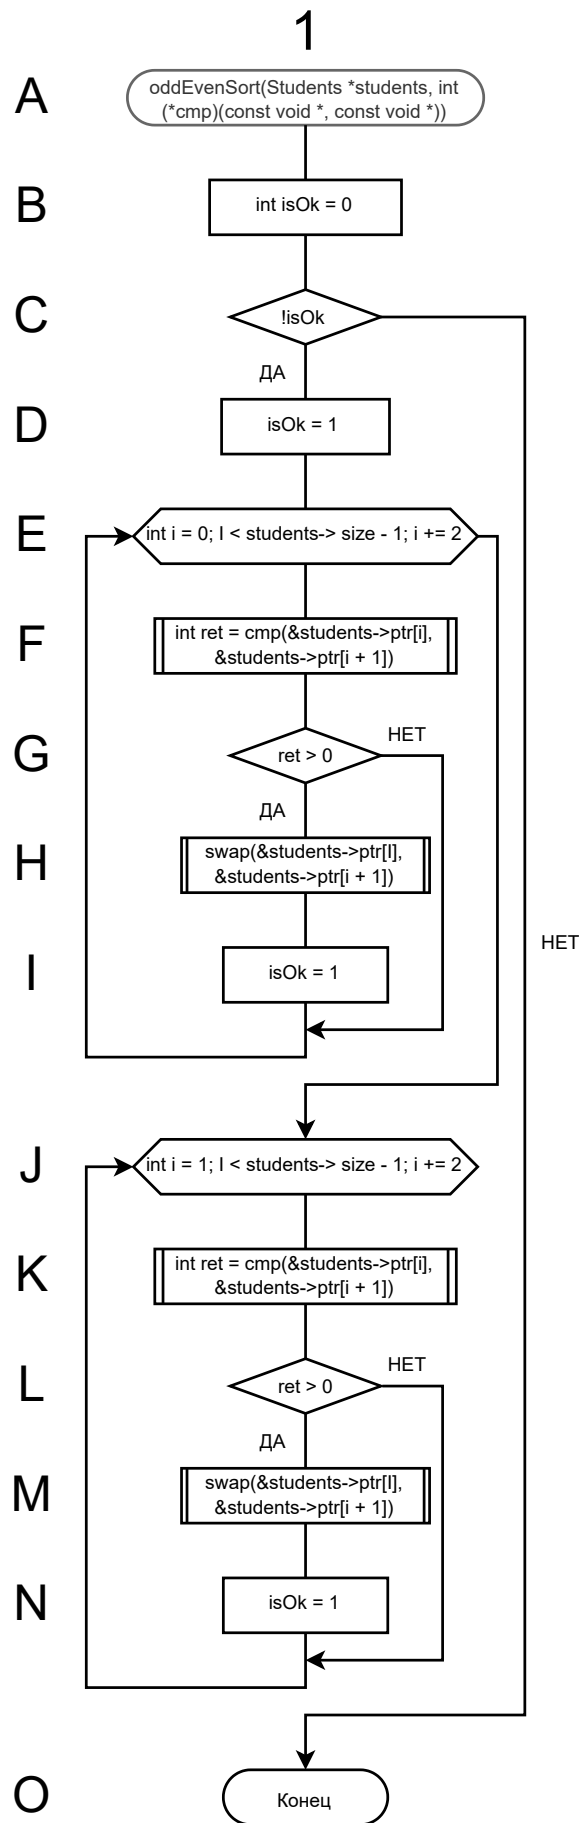 1
A
oddEvenSort(Students *students, int
(*cmp)(const void *, const void *))
B
int isOk = 0
C
!isOk
ДА
D
isOk = 1
E
int i = 0; I < students-> size - 1; i += 2
F
int ret = cmp(&students->ptr[i],
&students->ptr[i + 1])
G
ret > 0
НЕТ
ДА
H
swap(&students->ptr[I],
&students->ptr[i + 1])
НЕТ
I
isOk = 1
J
int i = 1; I < students-> size - 1; i += 2
K
int ret = cmp(&students->ptr[i],
&students->ptr[i + 1])
L
ret > 0
НЕТ
ДА
M
swap(&students->ptr[I],
&students->ptr[i + 1])
N
isOk = 1
O
Конец